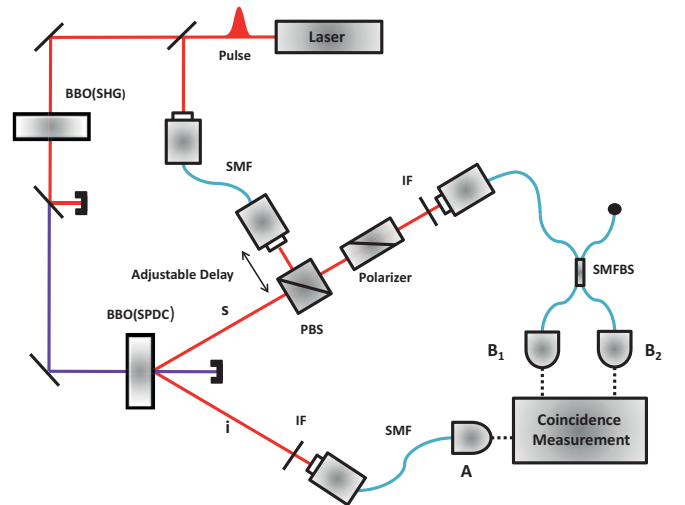 Laser
Pulse
BBO(SHG)
SMF
IF
Adjustable Delay
Polarizer
SMFBS
PBS
s
BBO(SPDC)
B1
B2
i
IF
SMF
A
Coincidence
Measurement